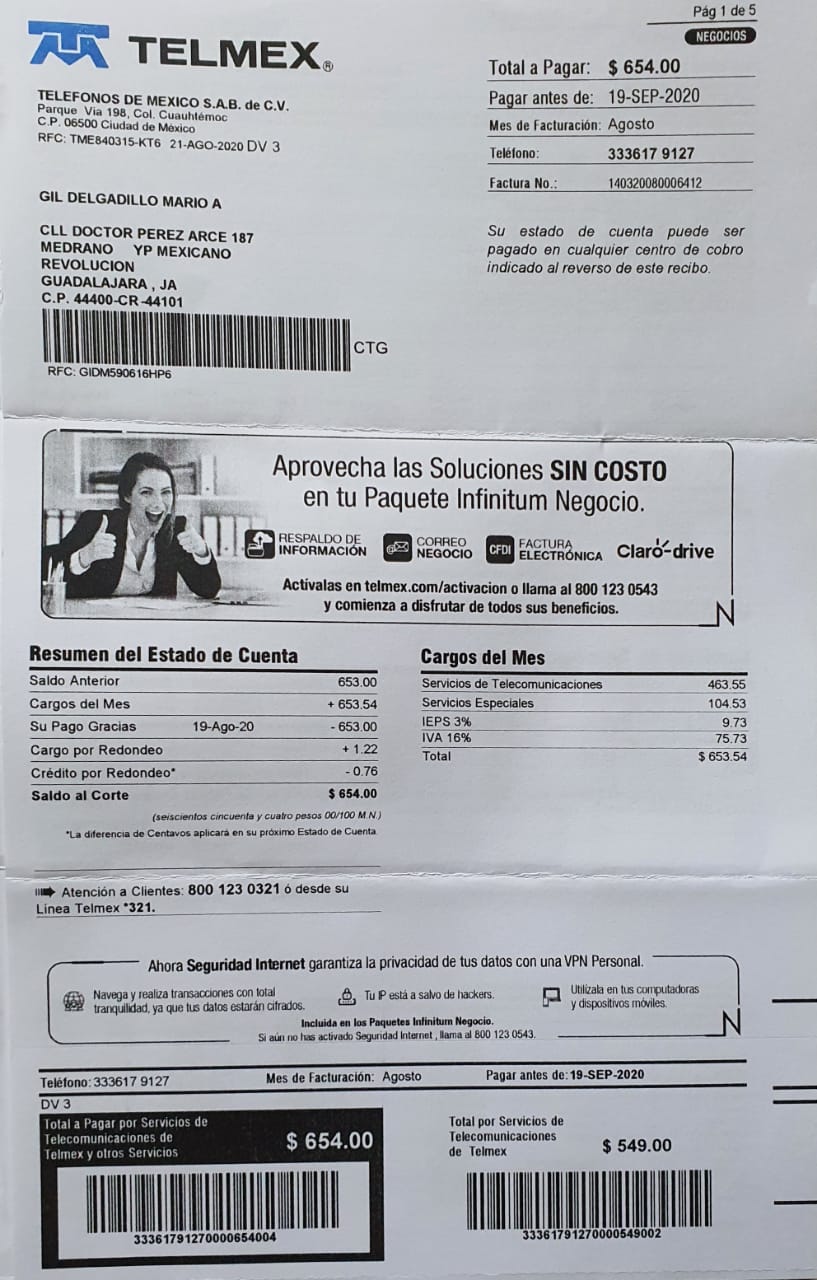 Pág 1 de 5
NEGOCIOS
TELMEX®
TELEFONOS DE MEXICO S.A.B. de C.V.
Parque Via 198, Col. Cuauhtémoc
C.P. 06500 Ciudad de México
RFC: TME840315-KT6 21-AGO-2020 DV 3
Total a Pagar: $ 654.00
Pagar antes de: 19-SEP-2020
Mes de Facturación: Agosto
Teléfono: 333617 9127
Factura No.: 140320080006412
GIL DELGADILLO MARIO A
CLL DOCTOR PEREZ ARCE 187
MEDRANO YP MEXICANO
REVOLUCION
GUADALAJARA , JA
C.P. 44400-CR -44101
CTG
RFC: GIDM590616HP6
Su estado de cuenta puede ser
pagado en cualquier centro de cobro
indicado al reverso de este recibo.
Aprovecha las Soluciones SIN COSTO
en tu Paquete Infinitum Negocio.
RESPALDO DE INFORMACIÓN
@ CORREO NEGOCIO
CFDI FACTURA ELECTRÓNICA
Claro-drive
Actívalas en telmex.com/activacion o llama al 800 123 0543
y comienza a disfrutar de todos sus beneficios.
Resumen del Estado de Cuenta
Saldo Anterior 653.00
Cargos del Mes + 653.54
Su Pago Gracias 19-Ago-20 - 653.00
Cargo por Redondeo + 1.22
Crédito por Redondeo* - 0.76
Saldo al Corte $ 654.00
(seiscientos cincuenta y cuatro pesos 00/100 M.N.)
*La diferencia de Centavos aplicará en su próximo Estado de Cuenta.
Cargos del Mes
Servicios de Telecomunicaciones 463.55
Servicios Especiales 104.53
IEPS 3% 9.73
IVA 16% 75.73
Total $ 653.54
Atención a Clientes: 800 123 0321 ó desde su
Línea Telmex *321.
Ahora Seguridad Internet garantiza la privacidad de tus datos con una VPN Personal.
Navega y realiza transacciones con total
tranquilidad, ya que tus datos estarán cifrados.
Tu IP está a salvo de hackers.
Utilízala en tus computadoras
y dispositivos móviles.
Incluida en los Paquetes Infinitum Negocio.
Si aún no has activado Seguridad Internet , llama al 800 123 0543.
Teléfono: 333617 9127 Mes de Facturación: Agosto Pagar antes de: 19-SEP-2020
DV 3
Total a Pagar por Servicios de
Telecomunicaciones de
Telmex y otros Servicios
$ 654.00
33361791270000654004
Total por Servicios de
Telecomunicaciones
de Telmex
$ 549.00
33361791270000549002